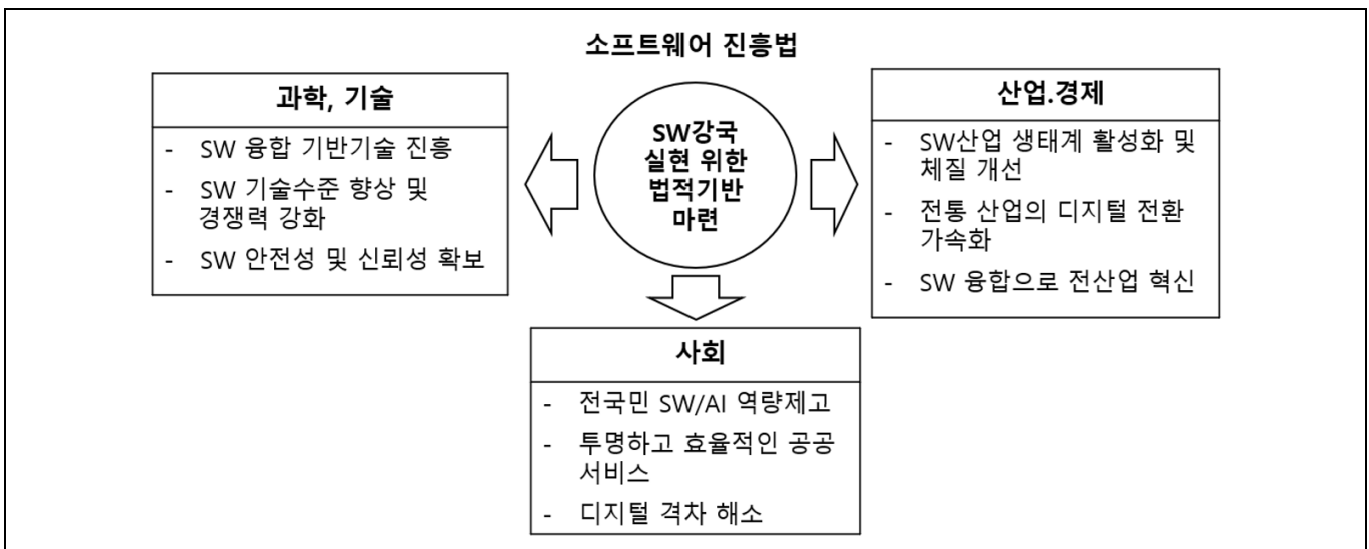 소프트웨어 진흥법
과학, 기술
- SW 융합 기반기술 진흥
- SW 기술수준 향상 및
경쟁력 강화
- SW 안전성 및 신뢰성 확보
SW강국
실현 위한
법적기반
마련
산업.경제
- SW산업 생태계 활성화 및
체질 개선
- 전통 산업의 디지털 전환
가속화
- SW 융합으로 전산업 혁신
사회
- 전국민 SW/AI 역량제고
- 투명하고 효율적인 공공
서비스
- 디지털 격차 해소